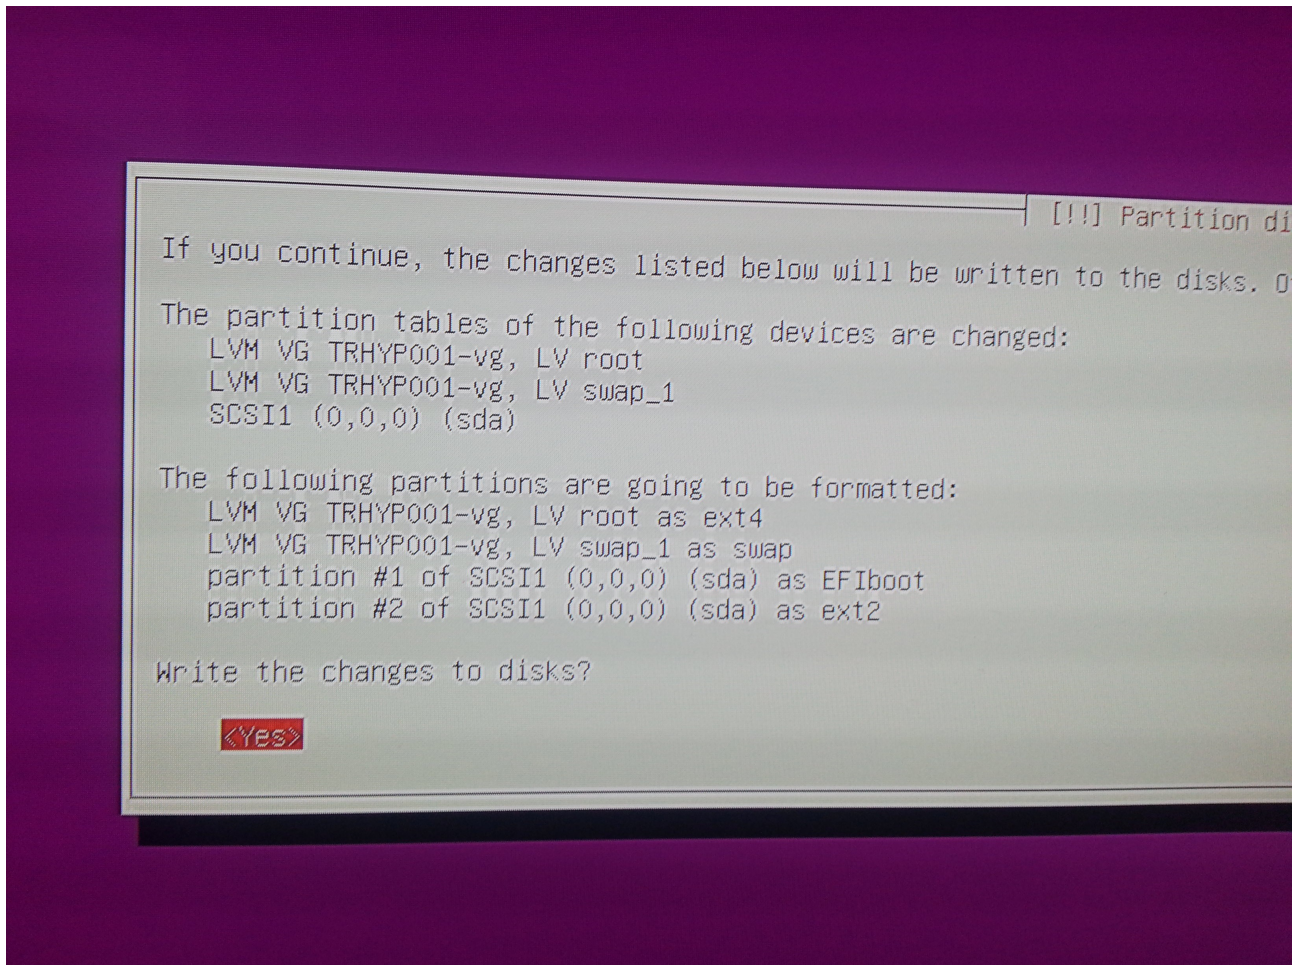 [!!] Partition di
If you continue, the changes listed below will be written to the disks.
The partition tables of the following devices are changed:
LVM VG TRHYP001-vg, LV root
LVM VG TRHYP001-vg, LV swap_1
SCSI1 (0,0,0) (sda)
The following partitions are going to be formatted:
LVM VG TRHYP001-vg, LV root as ext4
LVM VG TRHYP001-vg, LV swap_1 as swap
partition #1 of SCSI1 (0,0,0) (sda) as EFIboot
partition #2 of SCSI1 (0,0,0) (sda) as ext2
Write the changes to disks?
<Yes>